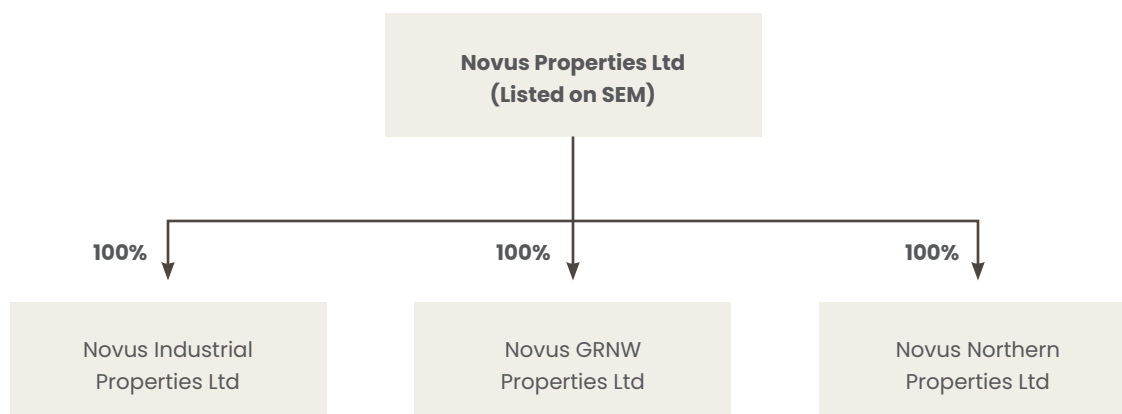 Novus Properties Ltd
(Listed on SEM)
100%
100%
100%
Novus Industrial
Properties Ltd
Novus GRNW
Properties Ltd
Novus Northern
Properties Ltd